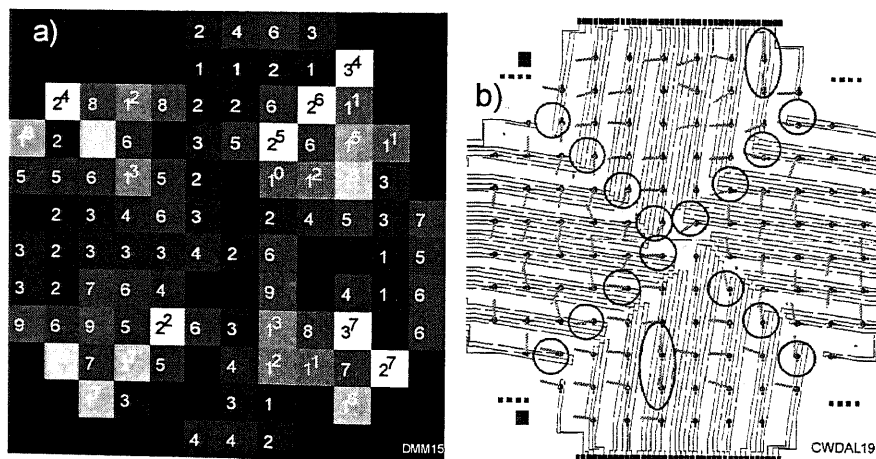 a)
2 4 6 3
1 1 2 1 34
24 8 12 8 2 2 6 26 11
2 6 3 5 25 6 15 11
5 5 6 13 5 2 10 12 3
2 3 4 6 3 2 4 5 3 7
3 2 3 3 3 4 2 6 1 5
3 2 7 6 4 9 4 1 6
9 6 9 5 22 6 3 13 8 37 6
7 5 4 12 11 7 27
3 3 1
4 4 2
DMM15
b)
CWDAL19